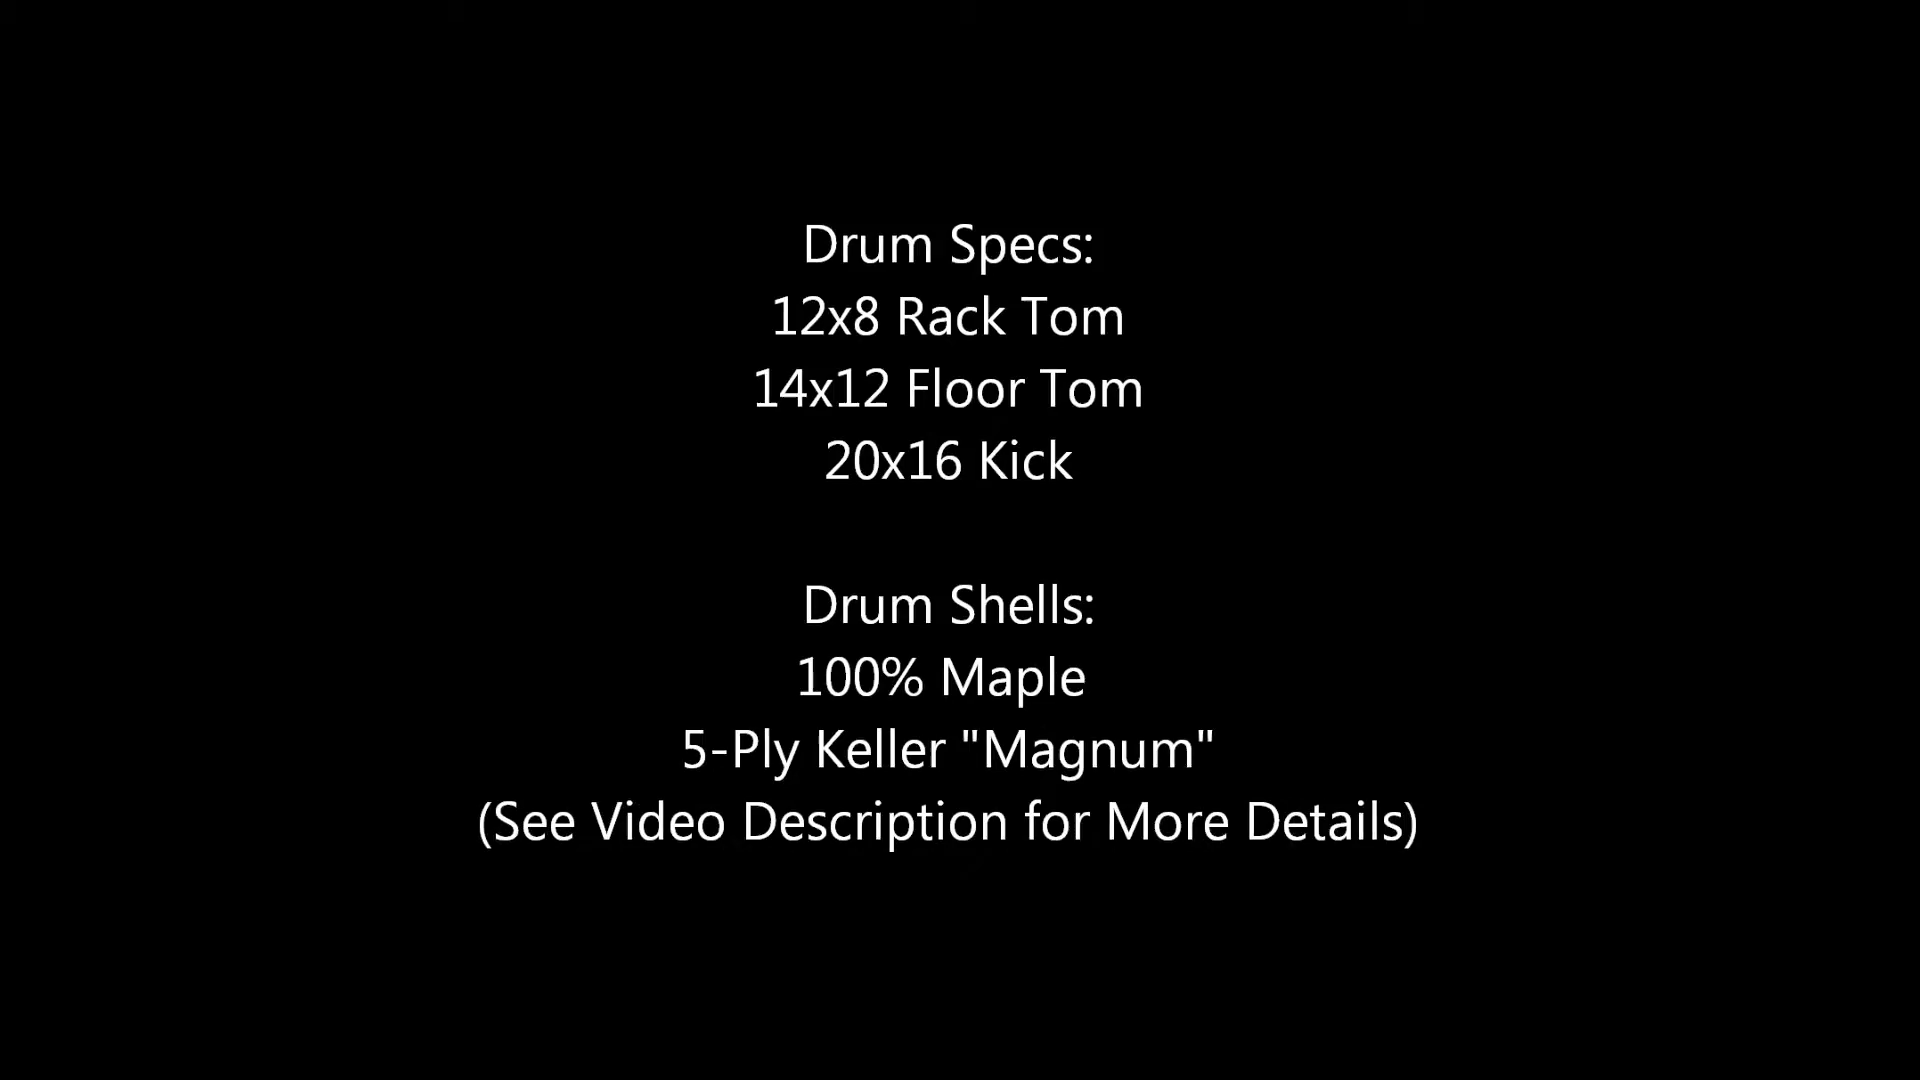 Drum Specs:
12x8 Rack Tom
14x12 Floor Tom
20x16 Kick
Drum Shells:
100% Maple
5-Ply Keller "Magnum"
(See Video Description for More Details)